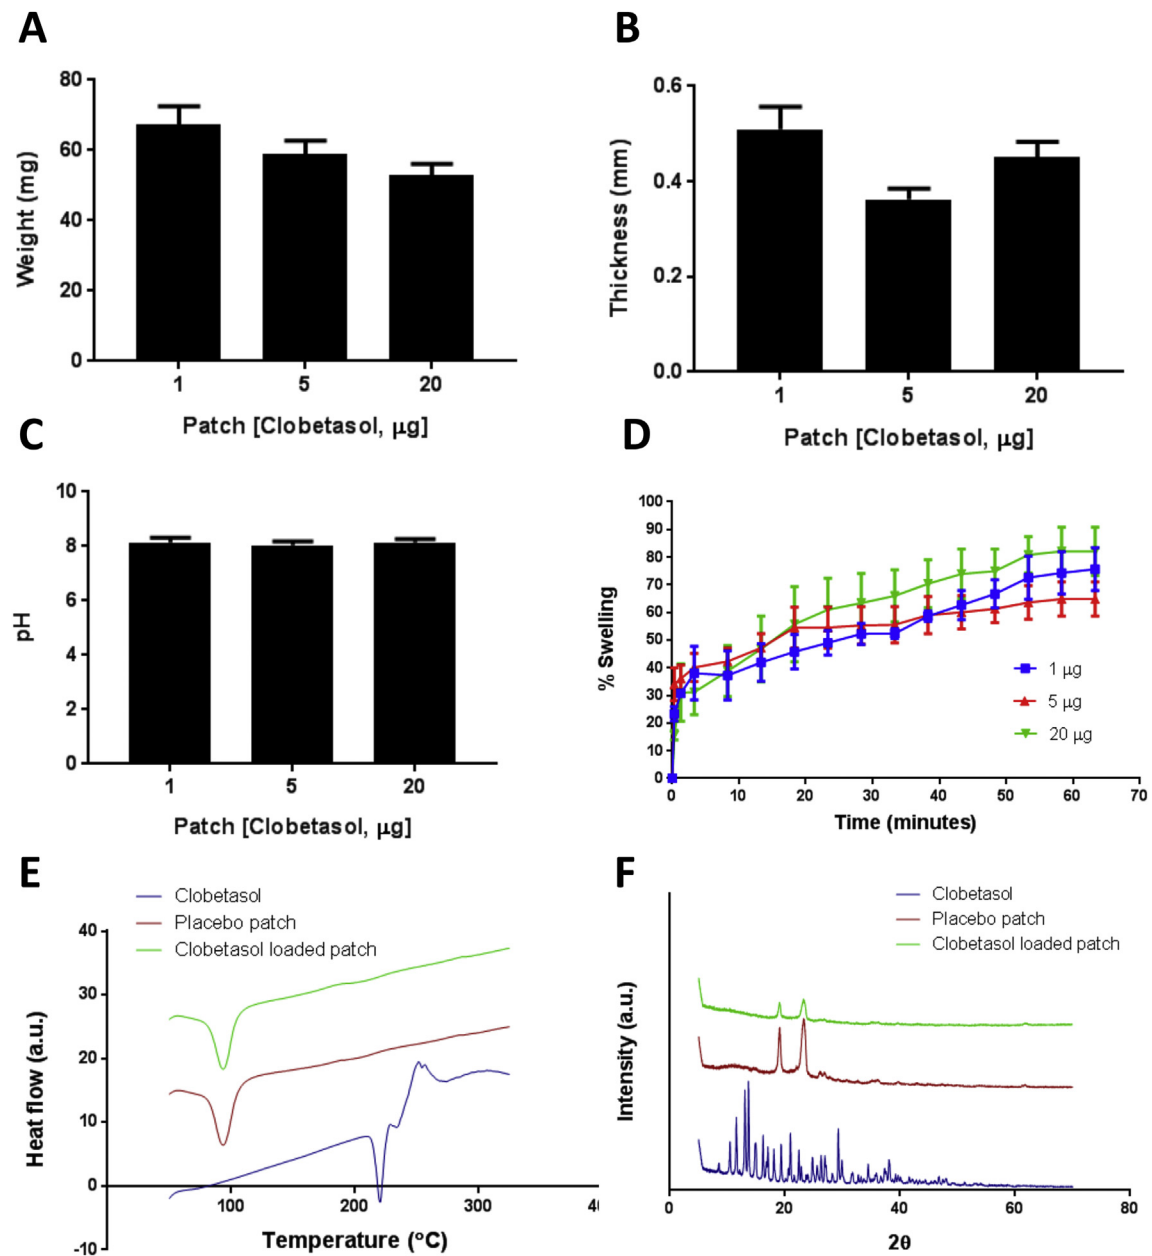 A
80
60
40
20
0
Weight (mg)
1 5 20
Patch [Clobetasol, µg]
B
0.6
0.4
0.2
0.0
Thickness (mm)
1 5 20
Patch [Clobetasol, µg]
C
10
8
6
4
2
0
pH
1 5 20
Patch [Clobetasol, µg]
D
100
90
80
70
60
50
40
30
20
10
0
% Swelling
1 µg
5 µg
20 µg
0 10 20 30 40 50 60 70
Time (minutes)
E
Clobetasol
Placebo patch
Clobetasol loaded patch
40
30
20
10
0
-10
Heat flow (a.u.)
100 200 300
Temperature (°C)
F
Clobetasol
Placebo patch
Clobetasol loaded patch
Intensity (a.u.)
0 20 40 60 80
2θ